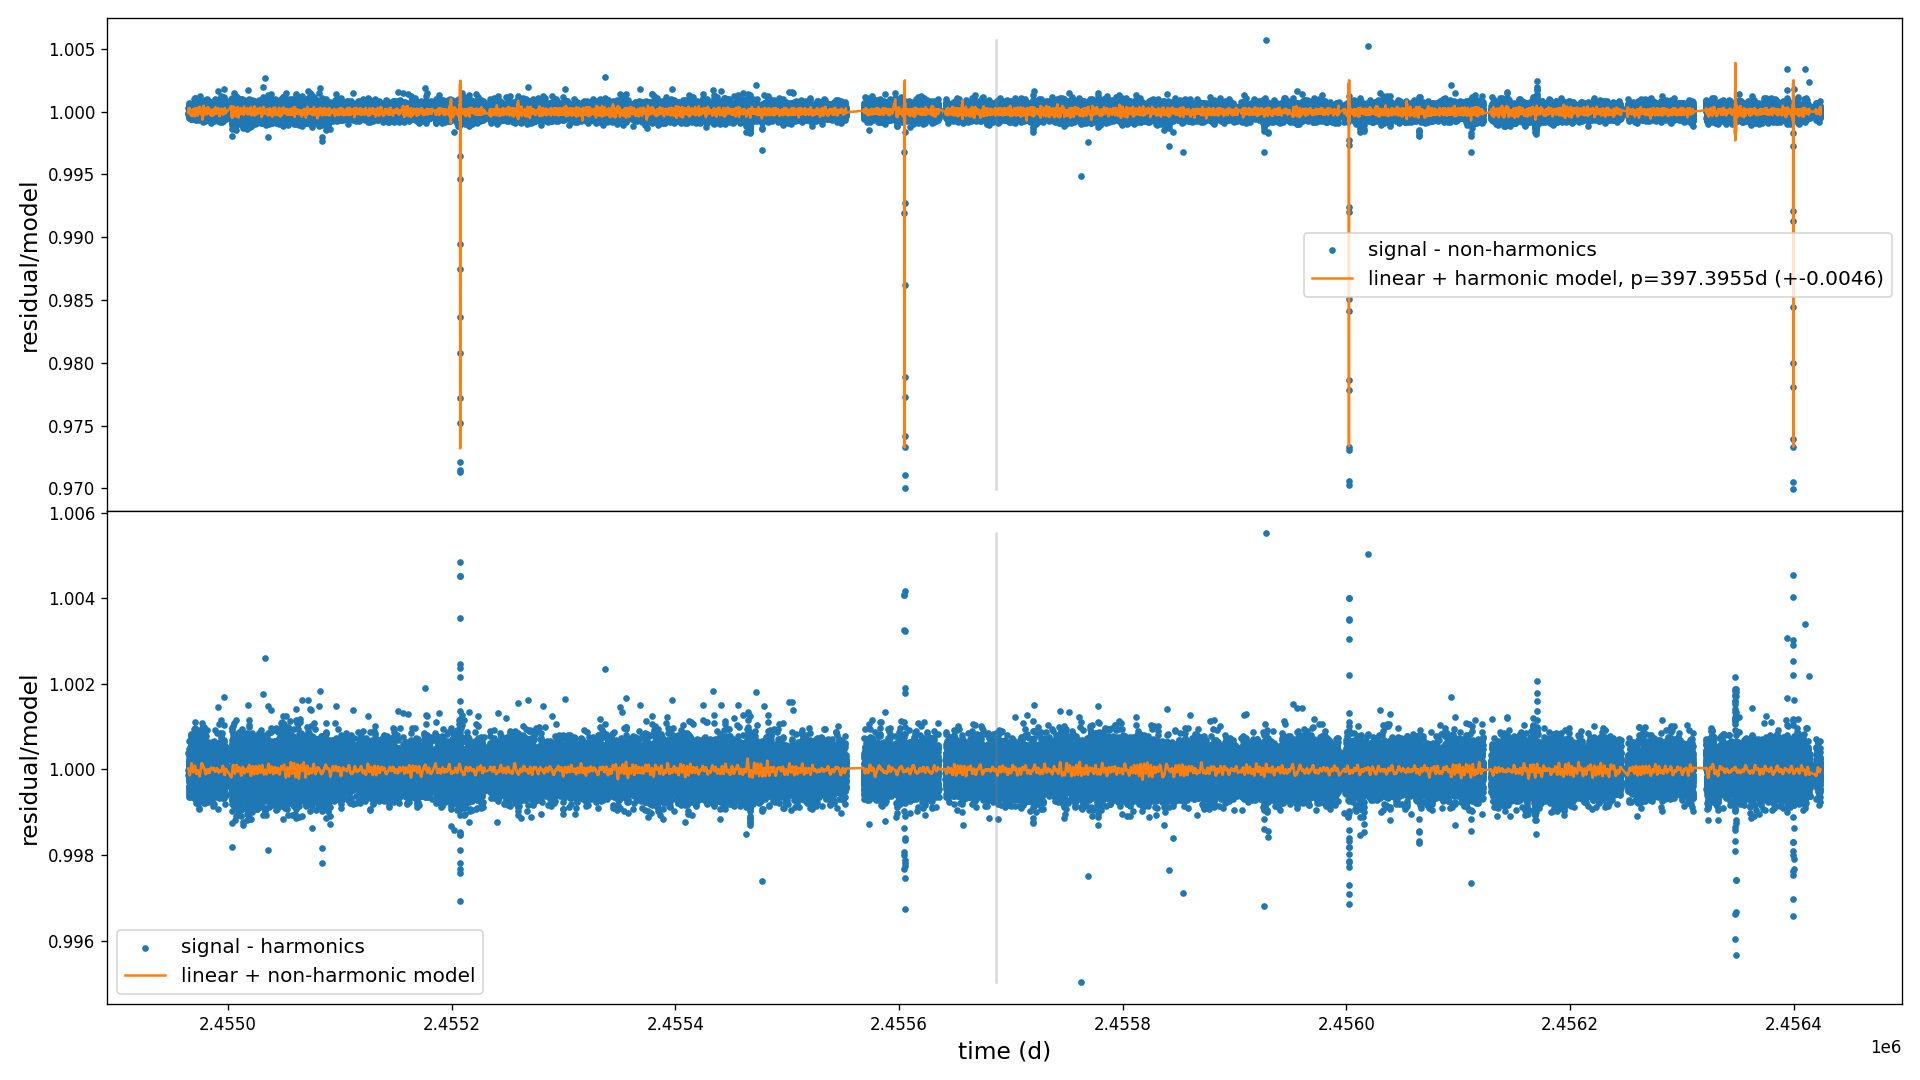 1.005
1.000
0.995
0.990
0.985
0.980
0.975
0.970
residual/model
signal - non-harmonics
linear + harmonic model, p=397.3955d (+-0.0046)
1.006
1.004
1.002
1.000
0.998
0.996
residual/model
signal - harmonics
linear + non-harmonic model
2.4550
2.4552
2.4554
2.4556
2.4558
2.4560
2.4562
2.4564
time (d)
1e6